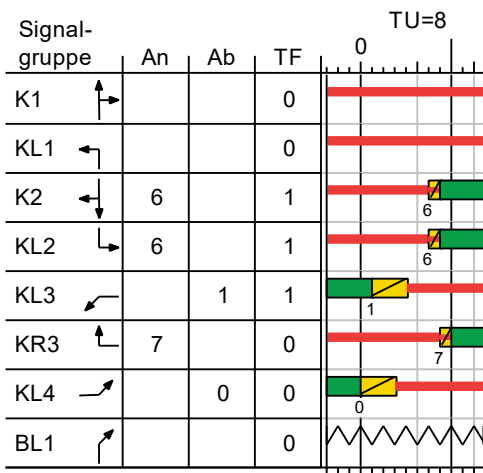 TU=8
Signal-
gruppe An Ab TF 0
K1 0
KL1 0
K2 6 1 6
KL2 6 1 6
KL3 1 1 1
KR3 7 0 7
KL4 0 0 0
BL1 0